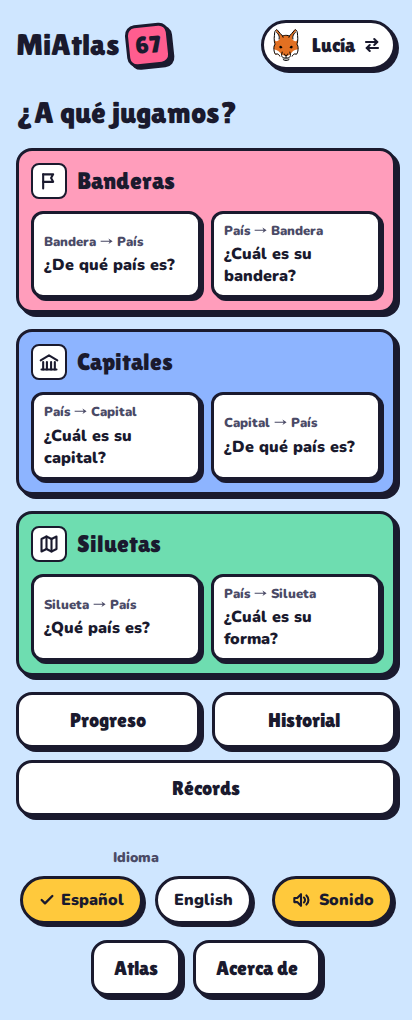 MiAtlas 67
Lucía
¿A qué jugamos?
Banderas
Bandera → País
¿De qué país es?
País → Bandera
¿Cuál es su
bandera?
Capitales
País → Capital
¿Cuál es su
capital?
Capital → País
¿De qué país es?
Siluetas
Silueta → País
¿Qué país es?
País → Silueta
¿Cuál es su
forma?
Progreso
Historial
Récords
Idioma
Español
English
Sonido
Atlas
Acerca de